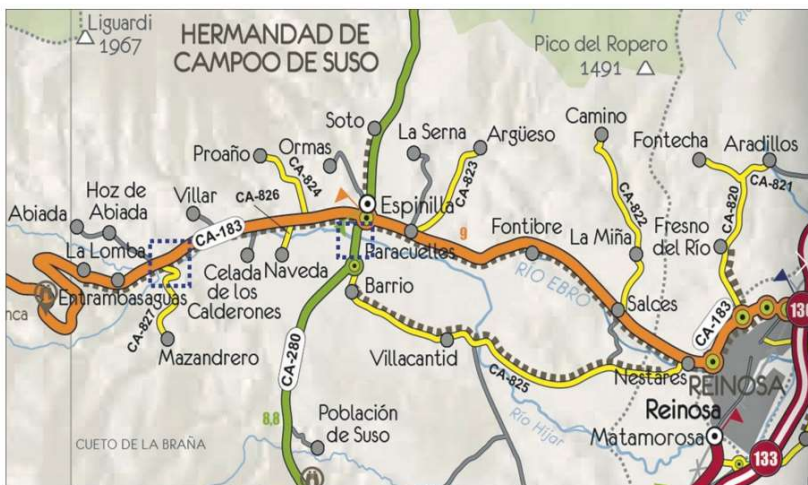 Liguardi
1967
HERMANDAD DE
CAMPOO DE SUSO
Pico del Ropero
1491
Soto
Camino
Proaño
Ormas
La Serna
Argüeso
Fontecha
Aradillos
CA-824
CA-823
CA-821
CA-826
CA-820
Hoz de
Abiada
Villar
Espinilla
CA-822
Abiada
CA-183
9
Fontibre
La Miña
Fresno
del Río
La Lomba
Paracuelles
Entrambasaguas
Celada
de los
Calderones
Naveda
Barrio
RÍO EBRO
Salces
CA-183
CA-827
Mazandrero
CA-280
Villacantid
CA-825
Nestares
REINOSA
Reinosa
8,8
Población
de Suso
Río Hijar
Matamorosa
CUETO DE LA BRAÑA
133